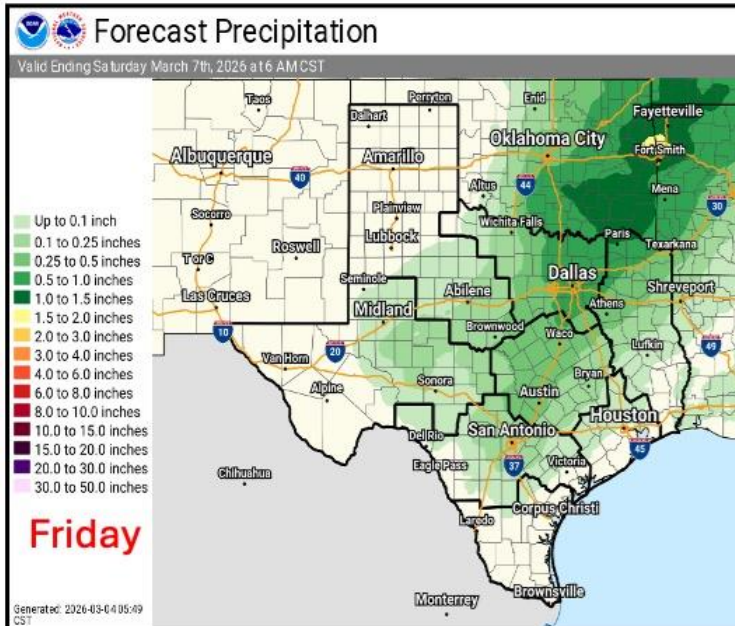 Forecast Precipitation
Valid Ending Saturday March 7th, 2026 at 6 AM CST
Taos
Perryton
Enid
Fayetteville
Dalhart
Oklahoma City
Albuquerque
Amarillo
Fort Smith
40
44
Altus
Mena
Socorro
Plainview
Wichita Falls
30
Up to 0.1 inch
0.1 to 0.25 inches
0.25 to 0.5 inches
0.5 to 1.0 inches
1.0 to 1.5 inches
1.5 to 2.0 inches
2.0 to 3.0 inches
3.0 to 4.0 inches
4.0 to 6.0 inches
6.0 to 8.0 inches
8.0 to 10.0 inches
10.0 to 15.0 inches
15.0 to 20.0 inches
20.0 to 30.0 inches
30.0 to 50.0 inches
Roswell
Lubbock
Paris
Texarkana
T or C
Seminole
Dallas
Las Cruces
Abilene
Shreveport
Midland
Athens
10
Brownwood
Waco
20
Lufkin
49
Van Horn
Alpine
Sonora
Bryan
Austin
Houston
Del Rio
San Antonio
45
Eagle Pass
37
Victoria
Chihuahua
Corpus Christi
Laredo
Friday
Brownsville
Monterrey
Generated: 2026-03-04 05:49
CST